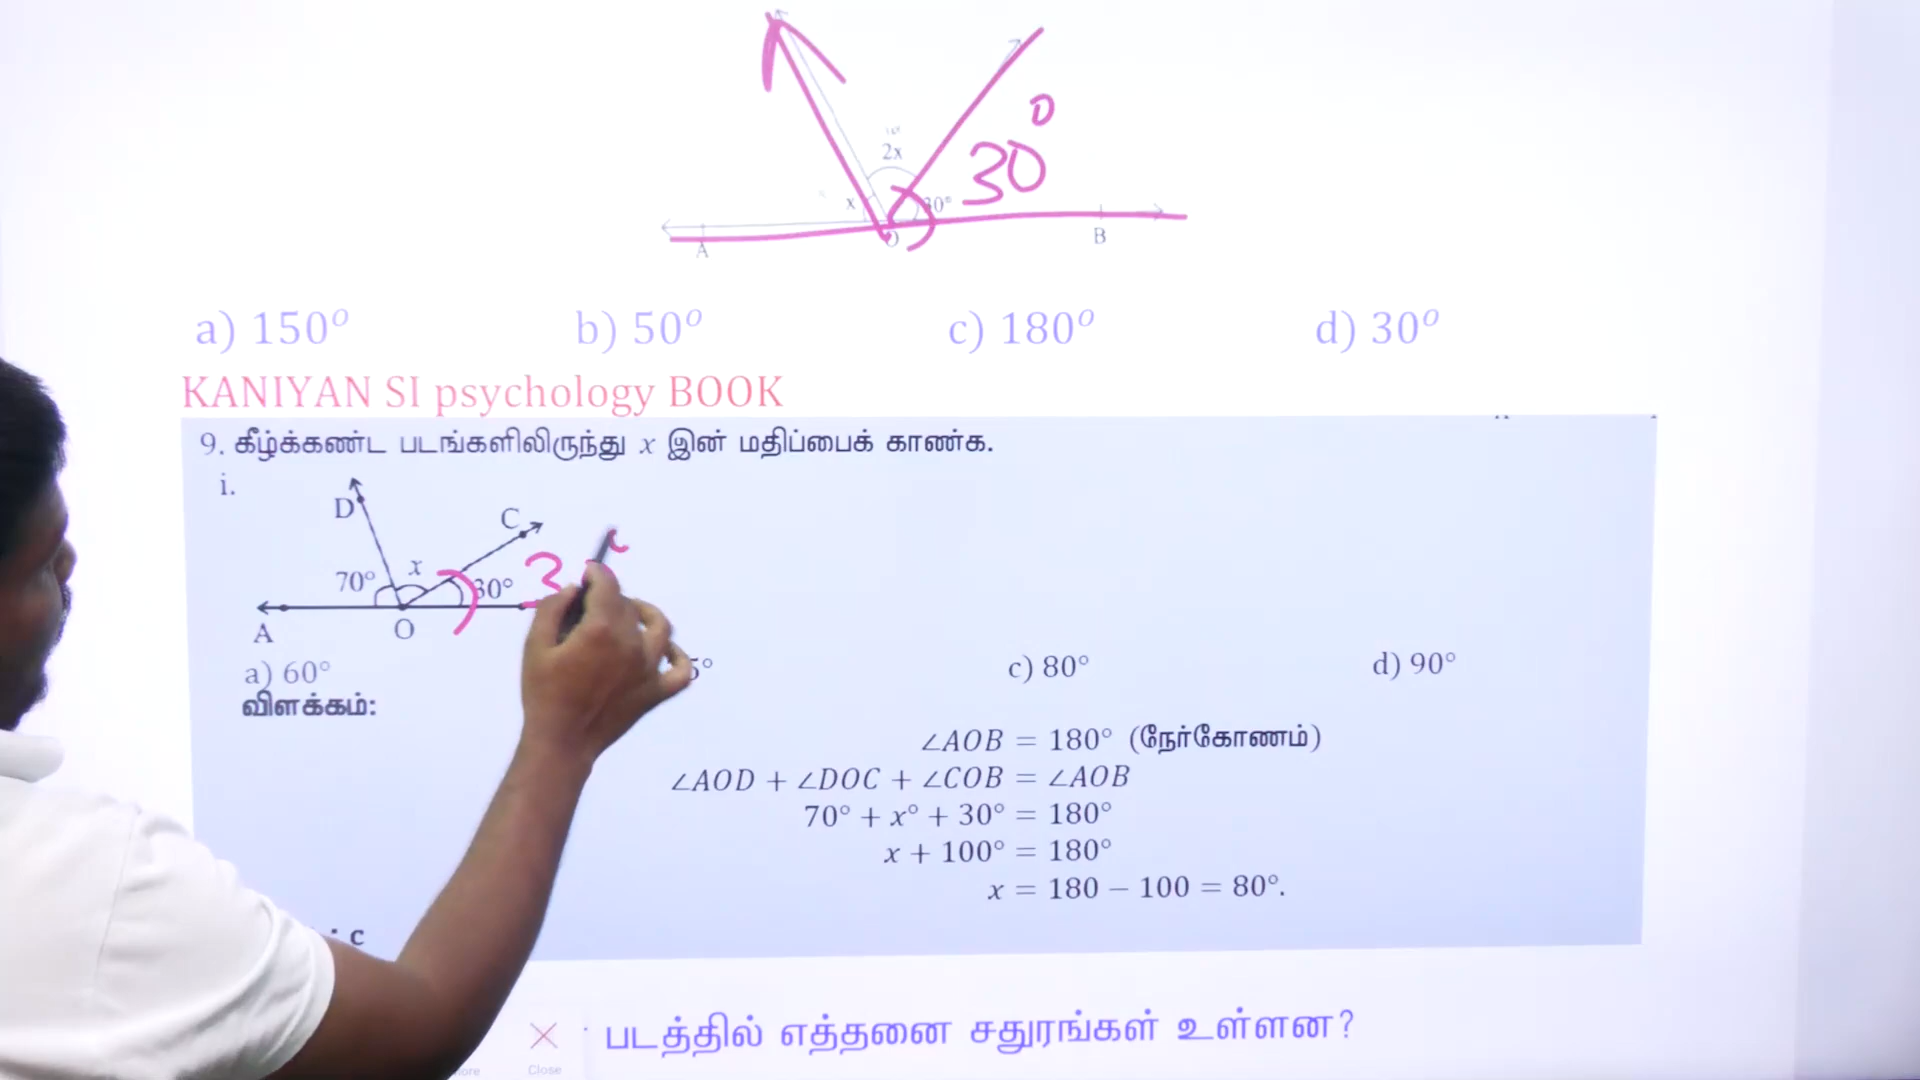 2x
30°
x
30°
A
O
B
a) 150°
b) 50°
c) 180°
d) 30°
KANIYAN SI psychology BOOK
9. கீழ்க்கண்ட படங்களிலிருந்து x இன் மதிப்பைக் காண்க.
i.
D
C
x
70°
30°
3
A
O
a) 60°
5°
c) 80°
d) 90°
விளக்கம்:
∠AOB = 180° (நேர்கோணம்)
∠AOD + ∠DOC + ∠COB = ∠AOB
70° + x° + 30° = 180°
x + 100° = 180°
x = 180 − 100 = 80°.
: c
படத்தில் எத்தனை சதுரங்கள் உள்ளன?
Close